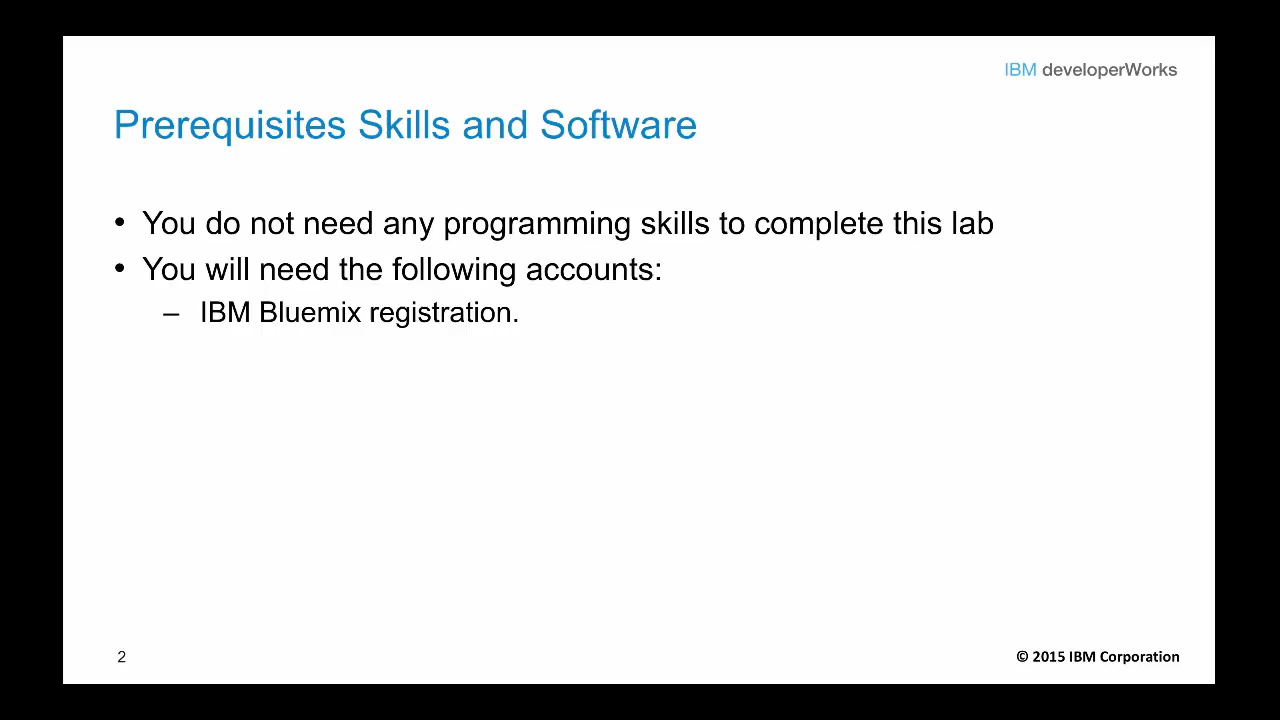 IBM developerWorks
Prerequisites Skills and Software
• You do not need any programming skills to complete this lab
• You will need the following accounts:
– IBM Bluemix registration.
2
© 2015 IBM Corporation